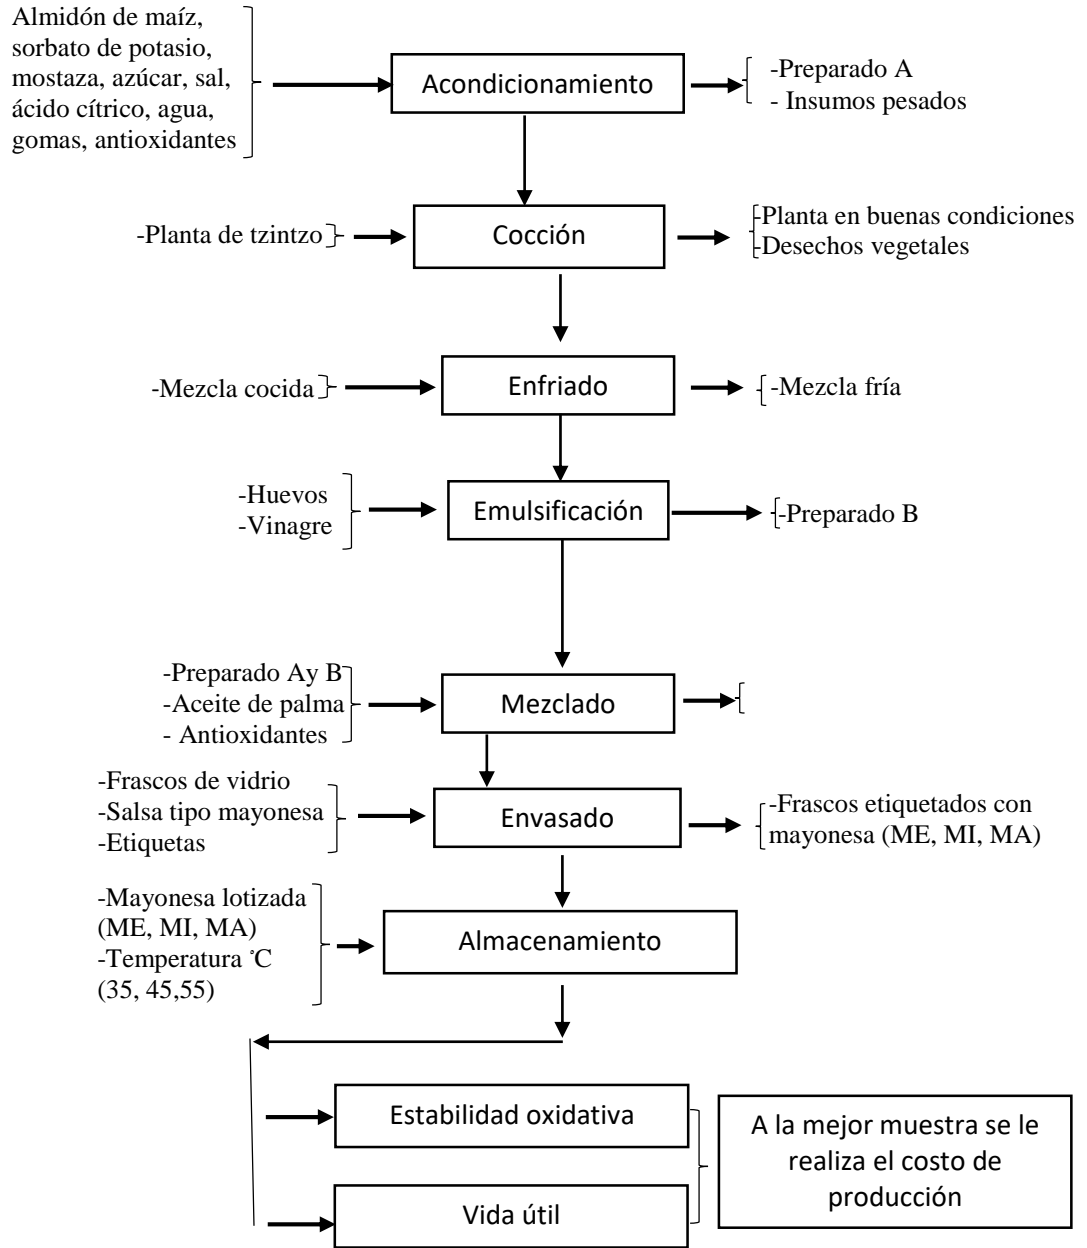 Almidón de maíz,
sorbato de potasio,
mostaza, azúcar, sal,
ácido cítrico, agua,
gomas, antioxidantes
Acondicionamiento
-Preparado A
- Insumos pesados
-Planta de tzintzo
Cocción
-Planta en buenas condiciones
-Desechos vegetales
-Mezcla cocida
Enfriado
-Mezcla fría
-Huevos
-Vinagre
Emulsificación
-Preparado B
-Preparado Ay B
-Aceite de palma
- Antioxidantes
Mezclado
-Frascos de vidrio
-Salsa tipo mayonesa
-Etiquetas
Envasado
-Frascos etiquetados con
mayonesa (ME, MI, MA)
-Mayonesa lotizada
(ME, MI, MA)
-Temperatura °C
(35, 45,55)
Almacenamiento
Estabilidad oxidativa
Vida útil
A la mejor muestra se le
realiza el costo de
producción